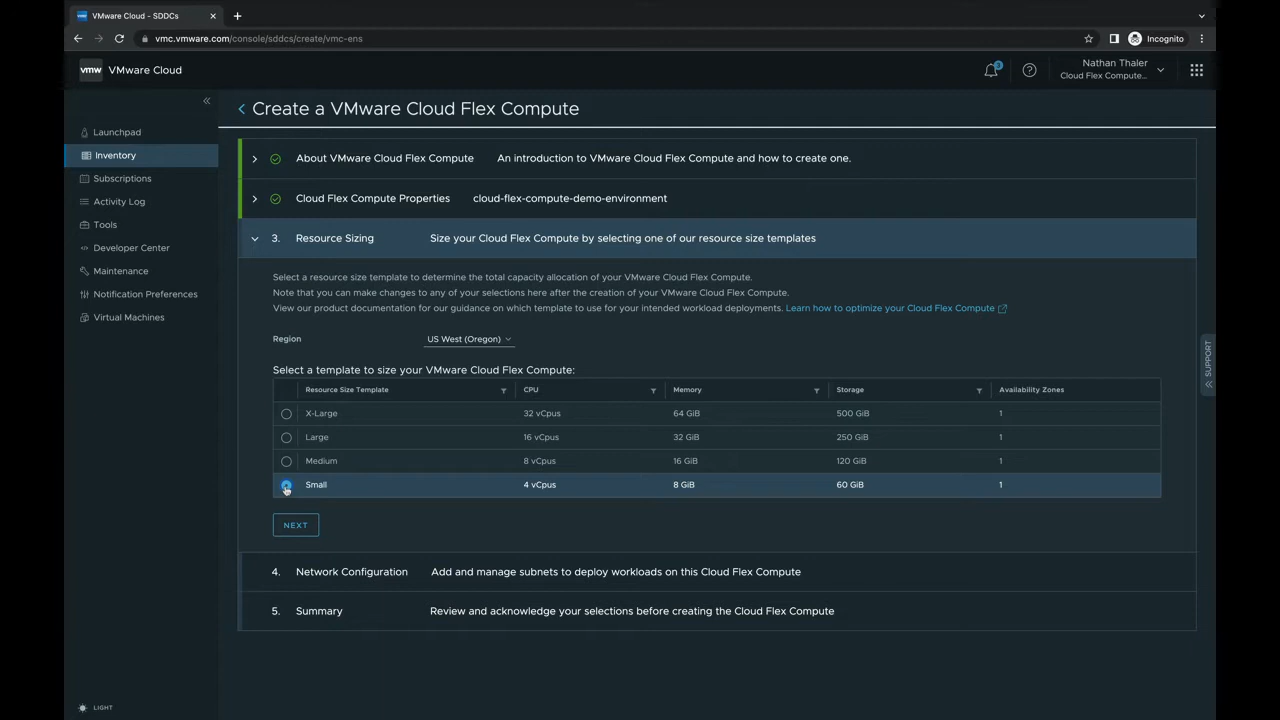 VMware Cloud - SDDCs
vmc.vmware.com/console/sddcs/create/vmc-ens
Incognito
vmw VMware Cloud
3
Nathan Thaler
Cloud Flex Compute...
Launchpad
Inventory
Subscriptions
Activity Log
Tools
Developer Center
Maintenance
Notification Preferences
Virtual Machines
LIGHT
Create a VMware Cloud Flex Compute
About VMware Cloud Flex Compute An introduction to VMware Cloud Flex Compute and how to create one.
Cloud Flex Compute Properties cloud-flex-compute-demo-environment
3. Resource Sizing Size your Cloud Flex Compute by selecting one of our resource size templates
Select a resource size template to determine the total capacity allocation of your VMware Cloud Flex Compute.
Note that you can make changes to any of your selections here after the creation of your VMware Cloud Flex Compute.
View our product documentation for our guidance on which template to use for your intended workload deployments. Learn how to optimize your Cloud Flex Compute
Region US West (Oregon)
Select a template to size your VMware Cloud Flex Compute:
Resource Size Template CPU Memory Storage Availability Zones
X-Large 32 vCpus 64 GiB 500 GiB 1
Large 16 vCpus 32 GiB 250 GiB 1
Medium 8 vCpus 16 GiB 120 GiB 1
Small 4 vCpus 8 GiB 60 GiB 1
NEXT
4. Network Configuration Add and manage subnets to deploy workloads on this Cloud Flex Compute
5. Summary Review and acknowledge your selections before creating the Cloud Flex Compute
SUPPORT